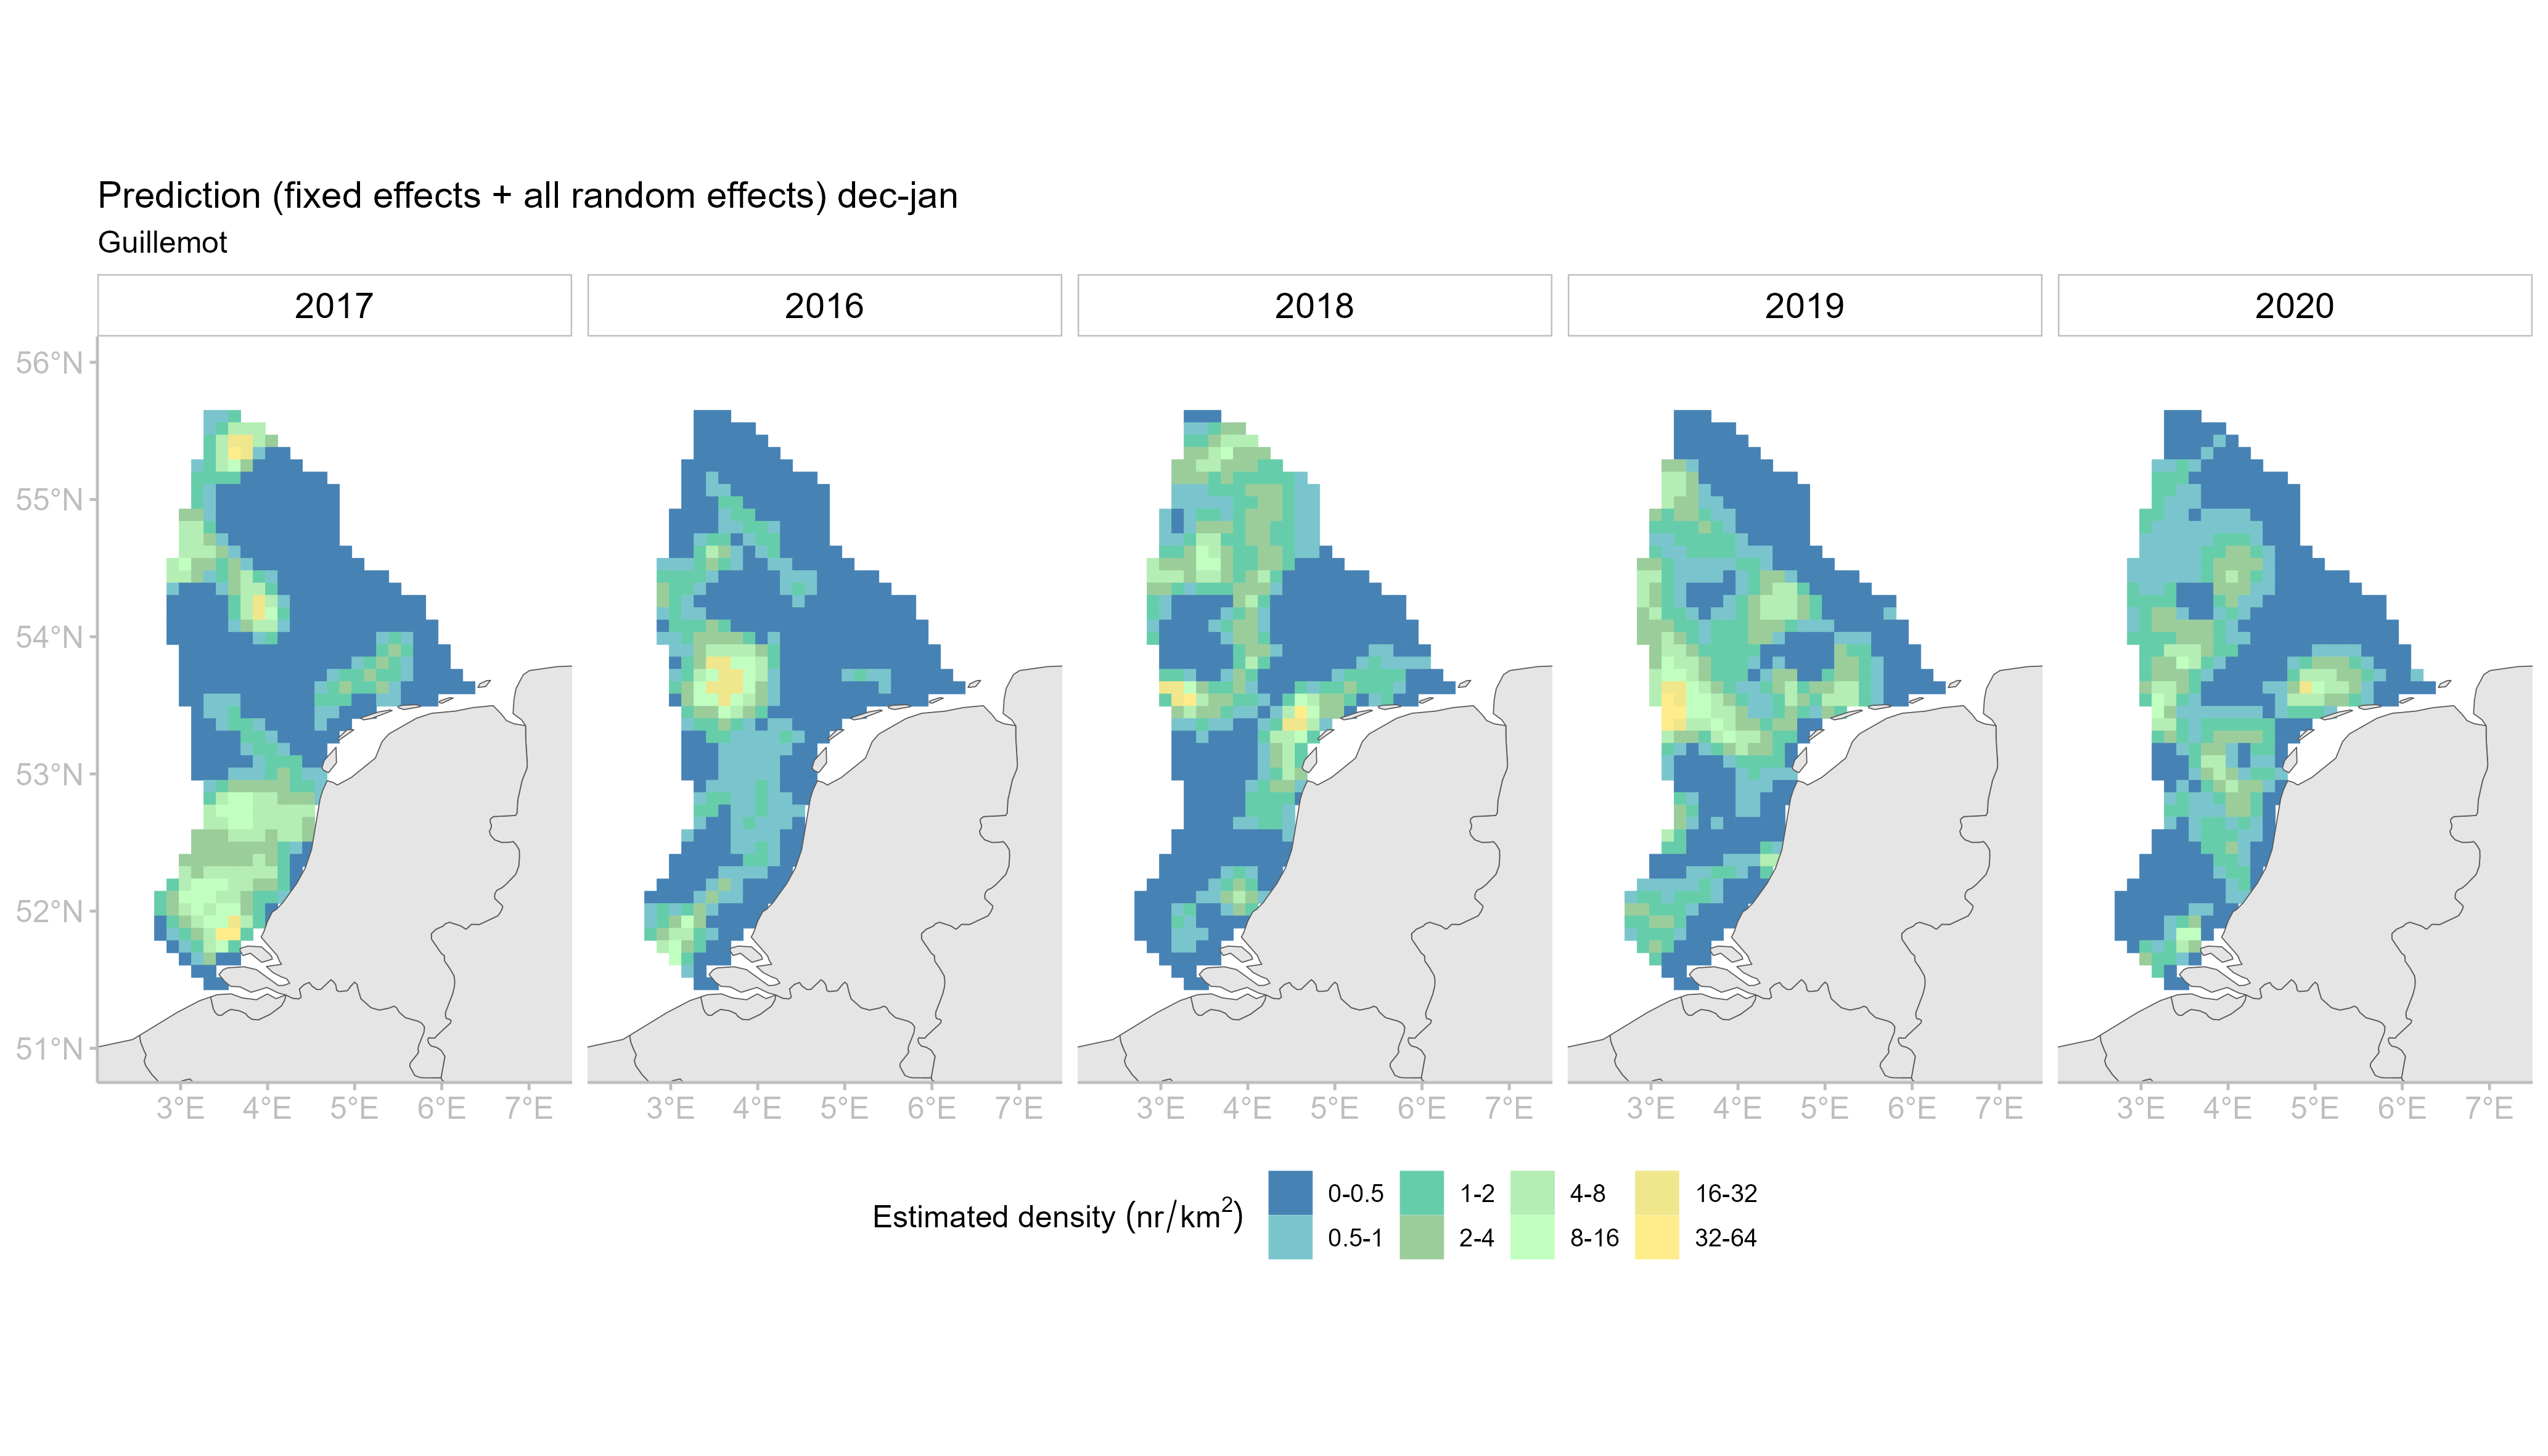 Prediction (fixed effects + all random effects) dec-jan
Guillemot
2017 2016 2018 2019 2020
56°N
55°N
54°N
53°N
52°N
51°N
3°E 4°E 5°E 6°E 7°E 3°E 4°E 5°E 6°E 7°E 3°E 4°E 5°E 6°E 7°E 3°E 4°E 5°E 6°E 7°E 3°E 4°E 5°E 6°E 7°E
Estimated density (nr/km²)
0-0.5 1-2 4-8 16-32
0.5-1 2-4 8-16 32-64